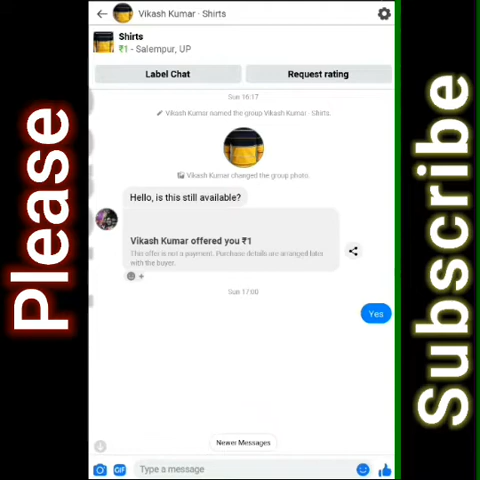 Vikash Kumar · Shirts
Shirts
₹1 - Salempur, UP
Label Chat
Request rating
Sun 16:17
Vikash Kumar named the group Vikash Kumar · Shirts.
Vikash Kumar changed the group photo.
Hello, is this still available?
Vikash Kumar offered you ₹1
This offer is not a payment. Purchase details are arranged later
with the buyer.
Sun 17:00
Yes
Newer Messages
GIF
Type a message
Please
Subscribe